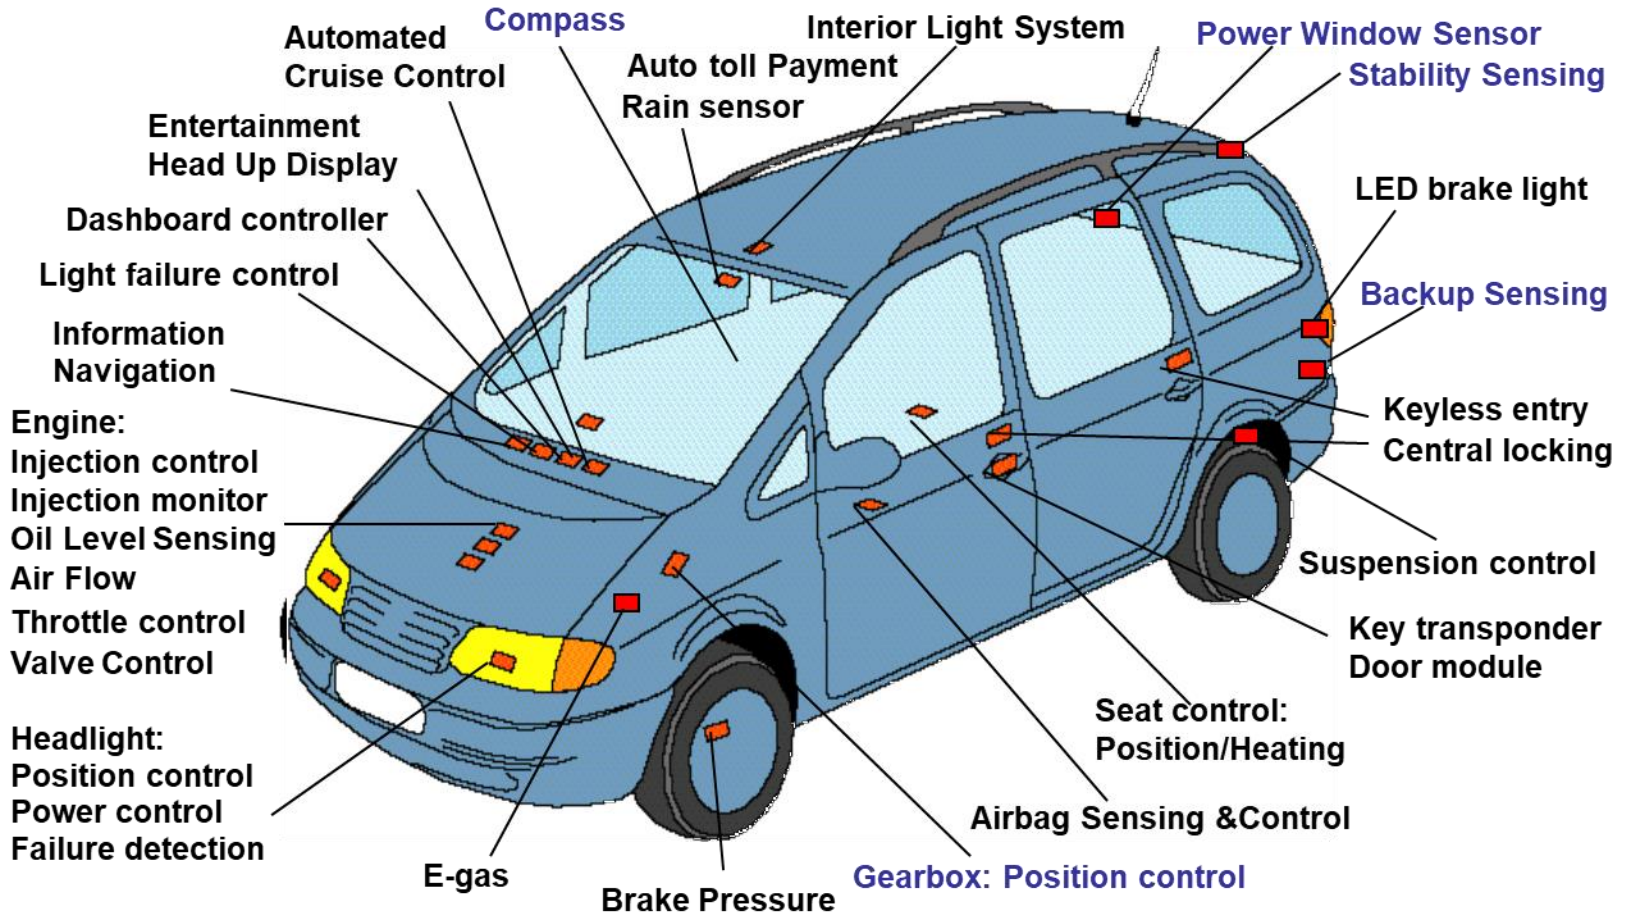 Compass
Automated
Cruise Control
Interior Light System
Power Window Sensor
Auto toll Payment
Rain sensor
Stability Sensing
Entertainment
Head Up Display
LED brake light
Dashboard controller
Light failure control
Backup Sensing
Information
Navigation
Engine:
Injection control
Injection monitor
Oil Level Sensing
Air Flow
Throttle control
Valve Control
Keyless entry
Central locking
Suspension control
Key transponder
Door module
Seat control:
Position/Heating
Headlight:
Position control
Power control
Failure detection
Airbag Sensing &Control
E-gas
Gearbox: Position control
Brake Pressure